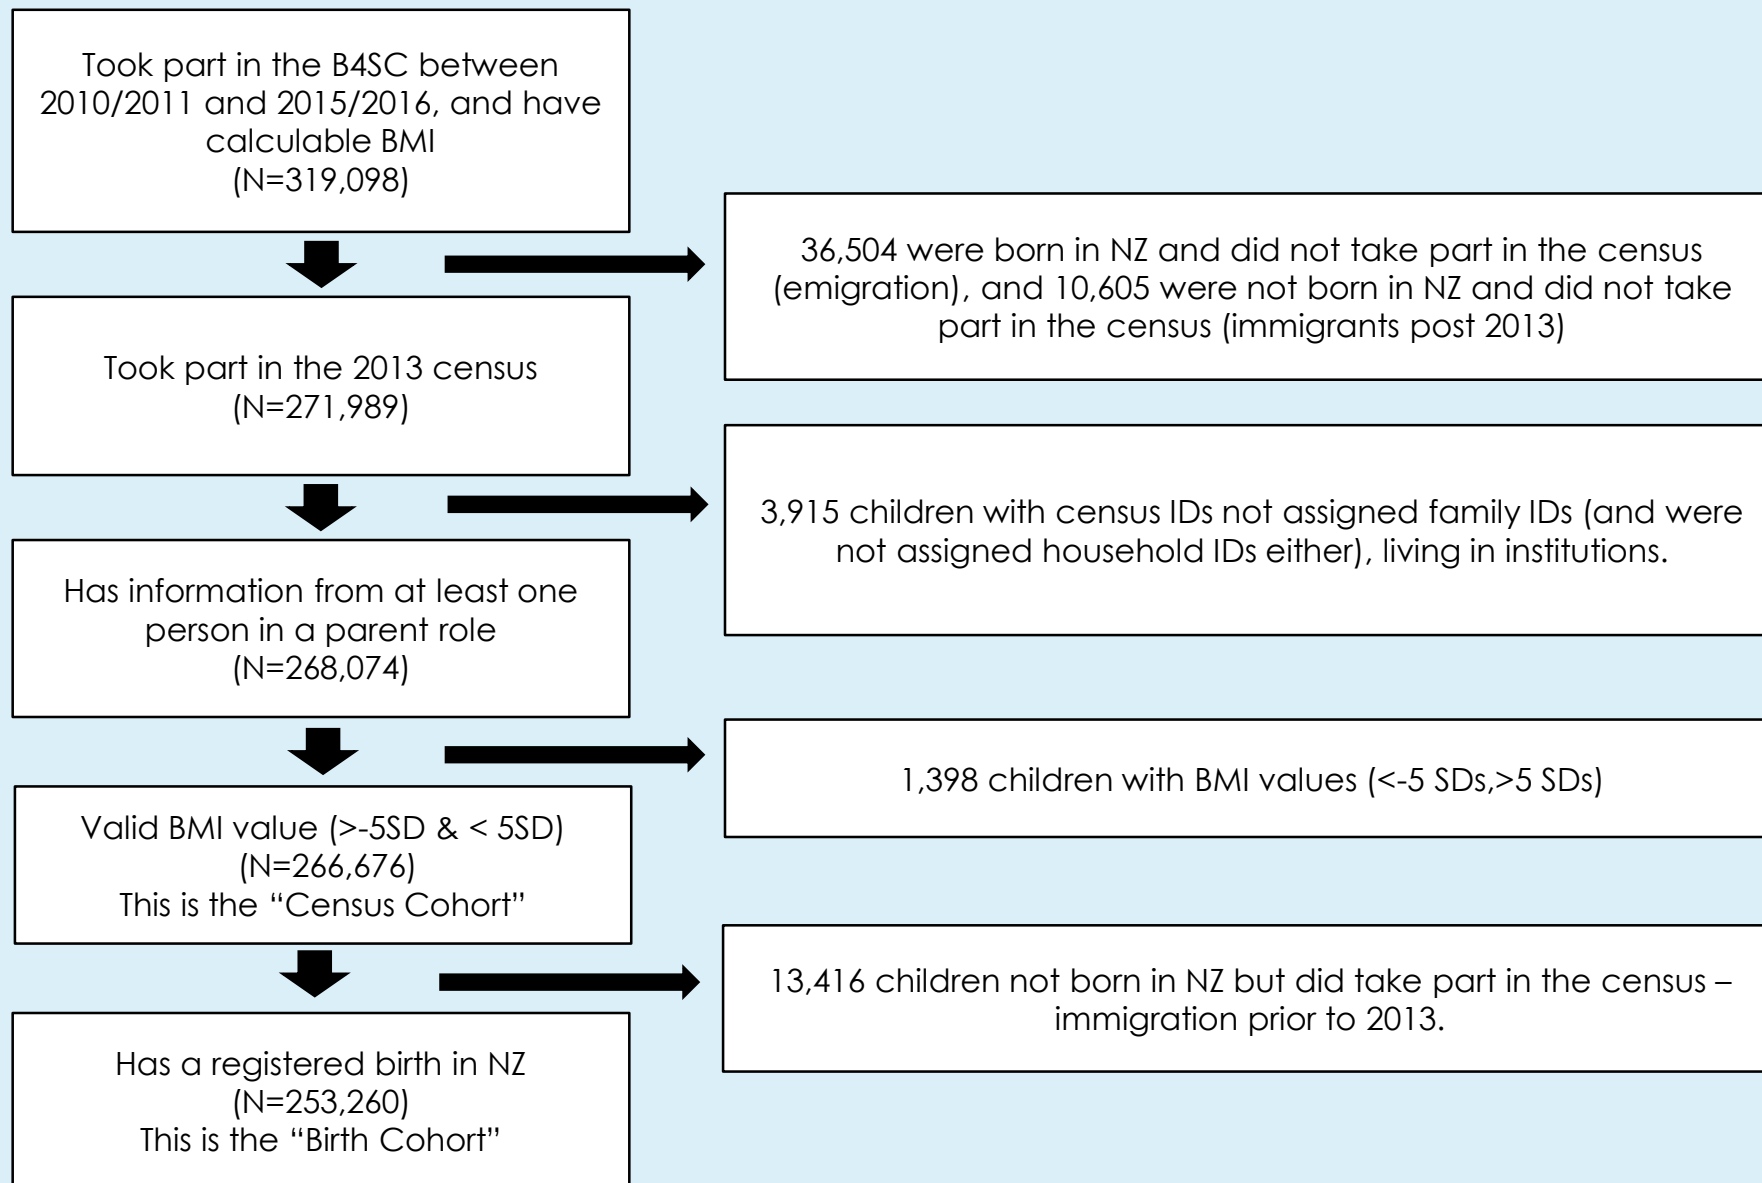 Took part in the B4SC between
2010/2011 and 2015/2016, and have
calculable BMI
(N=319,098)
36,504 were born in NZ and did not take part in the census
(emigration), and 10,605 were not born in NZ and did not take
part in the census (immigrants post 2013)
Took part in the 2013 census
(N=271,989)
3,915 children with census IDs not assigned family IDs (and were
not assigned household IDs either), living in institutions.
Has information from at least one
person in a parent role
(N=268,074)
1,398 children with BMI values (<-5 SDs,>5 SDs)
Valid BMI value (>-5SD & < 5SD)
(N=266,676)
This is the “Census Cohort”
13,416 children not born in NZ but did take part in the census –
immigration prior to 2013.
Has a registered birth in NZ
(N=253,260)
This is the “Birth Cohort”